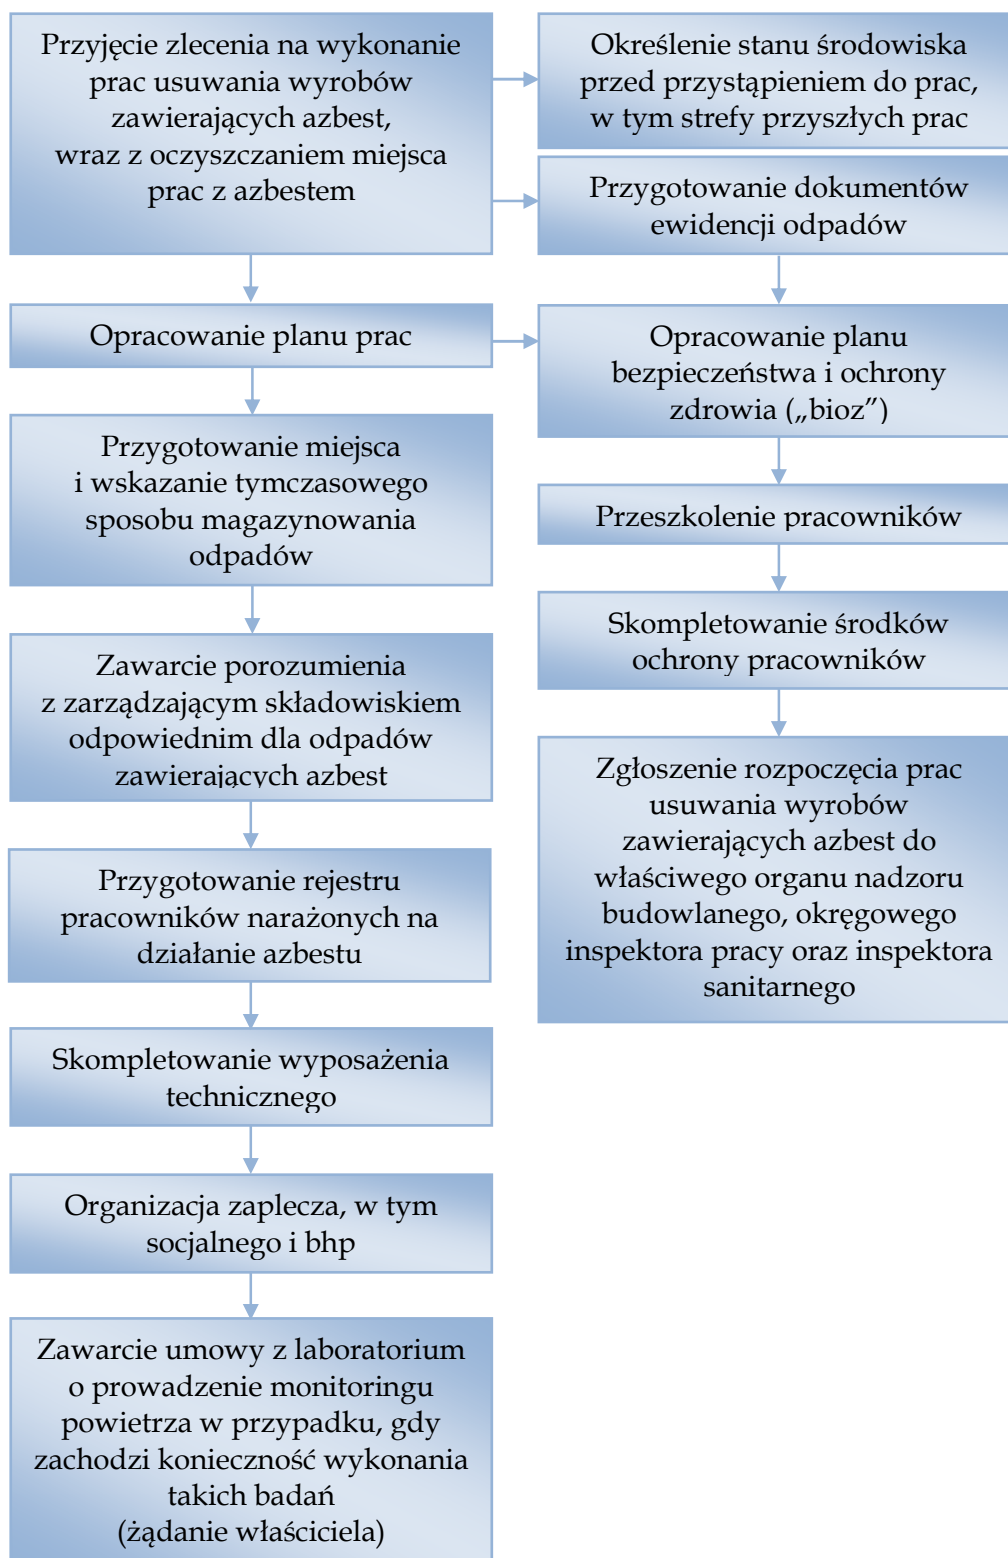 Przyjęcie zlecenia na wykonanie
prac usuwania wyrobów
zawierających azbest,
wraz z oczyszczaniem miejsca
prac z azbestem
Określenie stanu środowiska
przed przystąpieniem do prac,
w tym strefy przyszłych prac
Przygotowanie dokumentów
ewidencji odpadów
Opracowanie planu prac
Opracowanie planu
bezpieczeństwa i ochrony
zdrowia („bioz”)
Przygotowanie miejsca
i wskazanie tymczasowego
sposobu magazynowania
odpadów
Przeszkolenie pracowników
Skompletowanie środków
ochrony pracowników
Zawarcie porozumienia
z zarządzającym składowiskiem
odpowiednim dla odpadów
zawierających azbest
Zgłoszenie rozpoczęcia prac
usuwania wyrobów
zawierających azbest do
właściwego organu nadzoru
budowlanego, okręgowego
inspektora pracy oraz inspektora
sanitarnego
Przygotowanie rejestru
pracowników narażonych na
działanie azbestu
Skompletowanie wyposażenia
technicznego
Organizacja zaplecza, w tym
socjalnego i bhp
Zawarcie umowy z laboratorium
o prowadzenie monitoringu
powietrza w przypadku, gdy
zachodzi konieczność wykonania
takich badań
(żądanie właściciela)